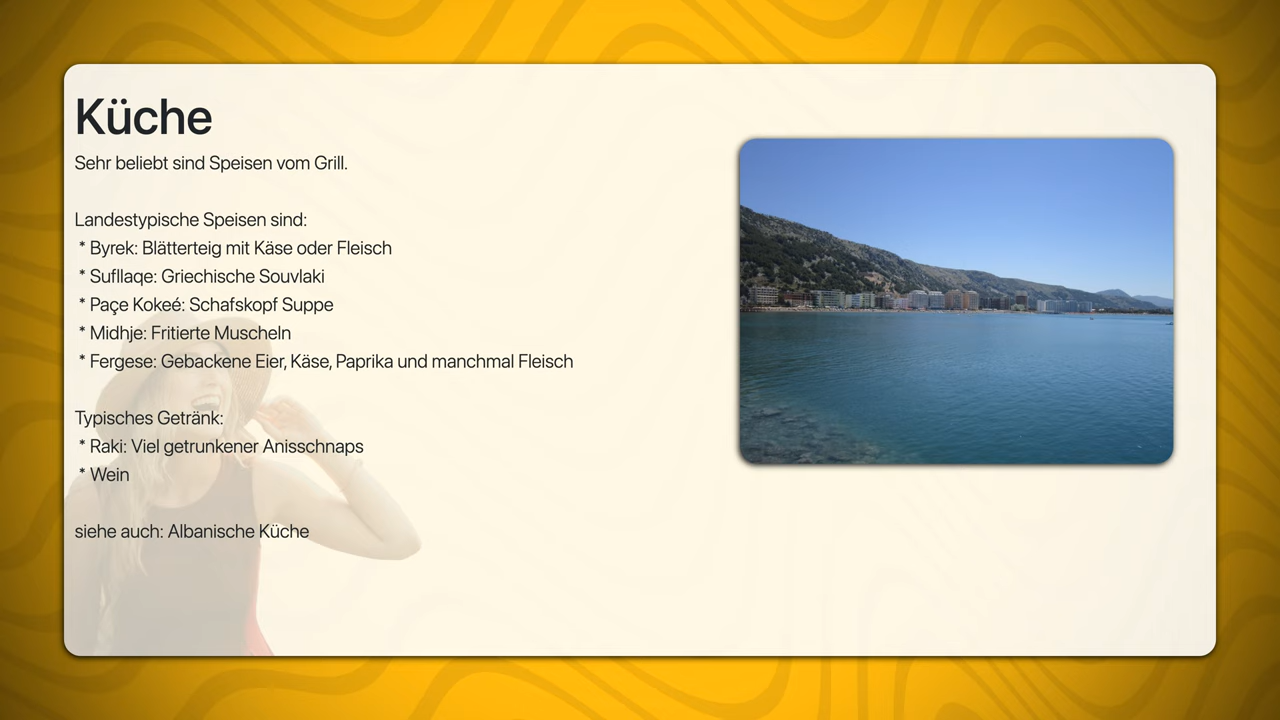 Küche
Sehr beliebt sind Speisen vom Grill.
Landestypische Speisen sind:
* Byrek: Blätterteig mit Käse oder Fleisch
* Sufllaqe: Griechische Souvlaki
* Paçe Kokeé: Schafskopf Suppe
* Midhje: Fritierte Muscheln
* Fergese: Gebackene Eier, Käse, Paprika und manchmal Fleisch
Typisches Getränk:
* Raki: Viel getrunkener Anisschnaps
* Wein
siehe auch: Albanische Küche